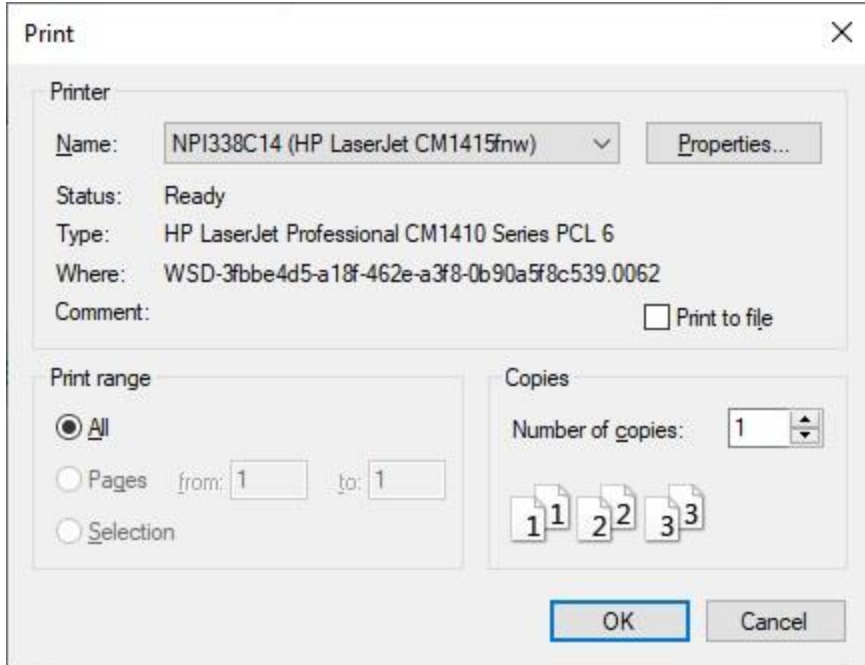 Print
Printer
Name: NPI338C14 (HP LaserJet CM1415fnw) Properties...
Status: Ready
Type: HP LaserJet Professional CM1410 Series PCL 6
Where: WSD-3fbbe4d5-a18f-462e-a3f8-0b90a5f8c539.0062
Comment: Print to file
Print range
All
Pages from: 1 to: 1
Selection
Copies
Number of copies: 1
1 1 2 2 3 3
OK Cancel